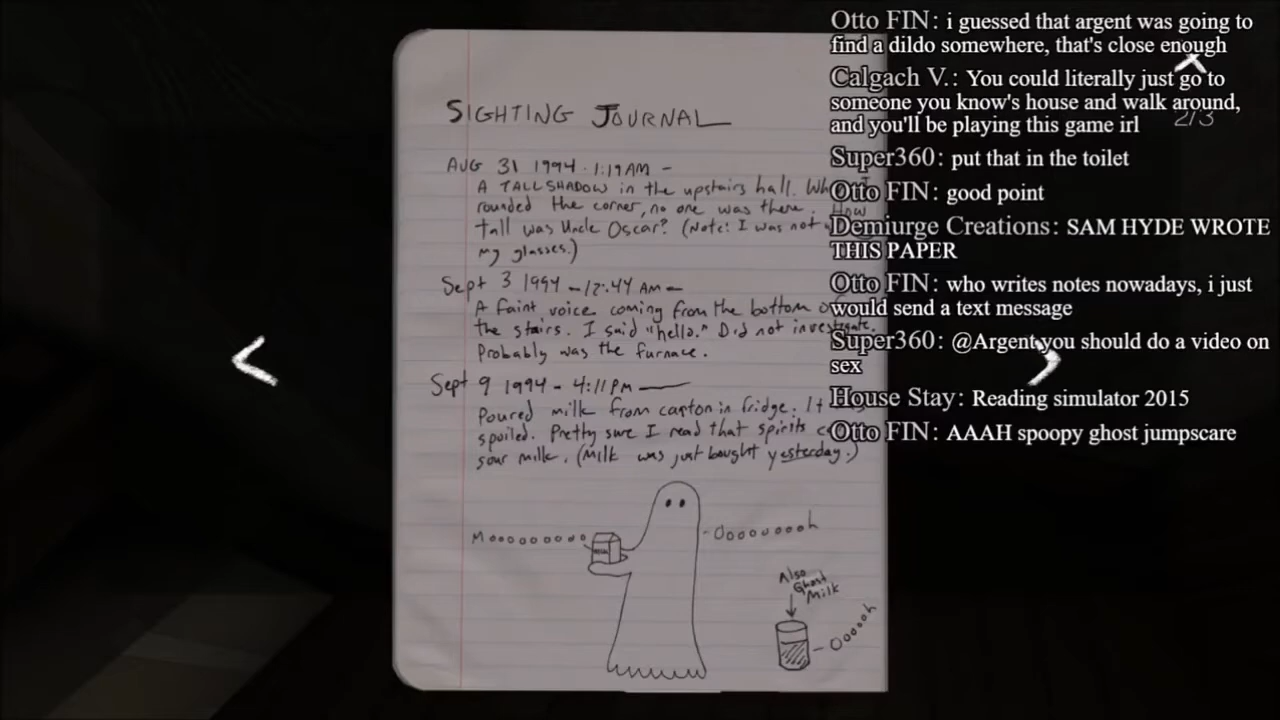 SIGHTING JOURNAL
AUG 31 1994 - 1:19AM -
A TALL SHADOW in the upstairs hall.
rounded the corner, no one was there. How
tall was Uncle Oscar? (Note: I was not
my glasses.)
Sept 3 1994 - 12:44 AM -
A faint voice coming from the bottom of
the stairs. I said "hello." Did not investigate.
Probably was the furnace.
Sept 9 1994 - 4:11PM
Poured milk from carton in fridge. It
spoiled. Pretty sure I read that spirits
sour milk. (Milk was just bought yesterday.)
Mooooooooo
Ooooooooh
Also
Ghost
Milk
Oooooh
2/3
Otto FIN: i guessed that argent was going to
find a dildo somewhere, that's close enough
Calgach V.: You could literally just go to
someone you know's house and walk around,
and you'll be playing this game irl
Super360: put that in the toilet
Otto FIN: good point
Demiurge Creations: SAM HYDE WROTE
THIS PAPER
Otto FIN: who writes notes nowadays, i just
would send a text message
Super360: @Argent you should do a video on
sex
House Stay: Reading simulator 2015
Otto FIN: AAAH spoopy ghost jumpscare